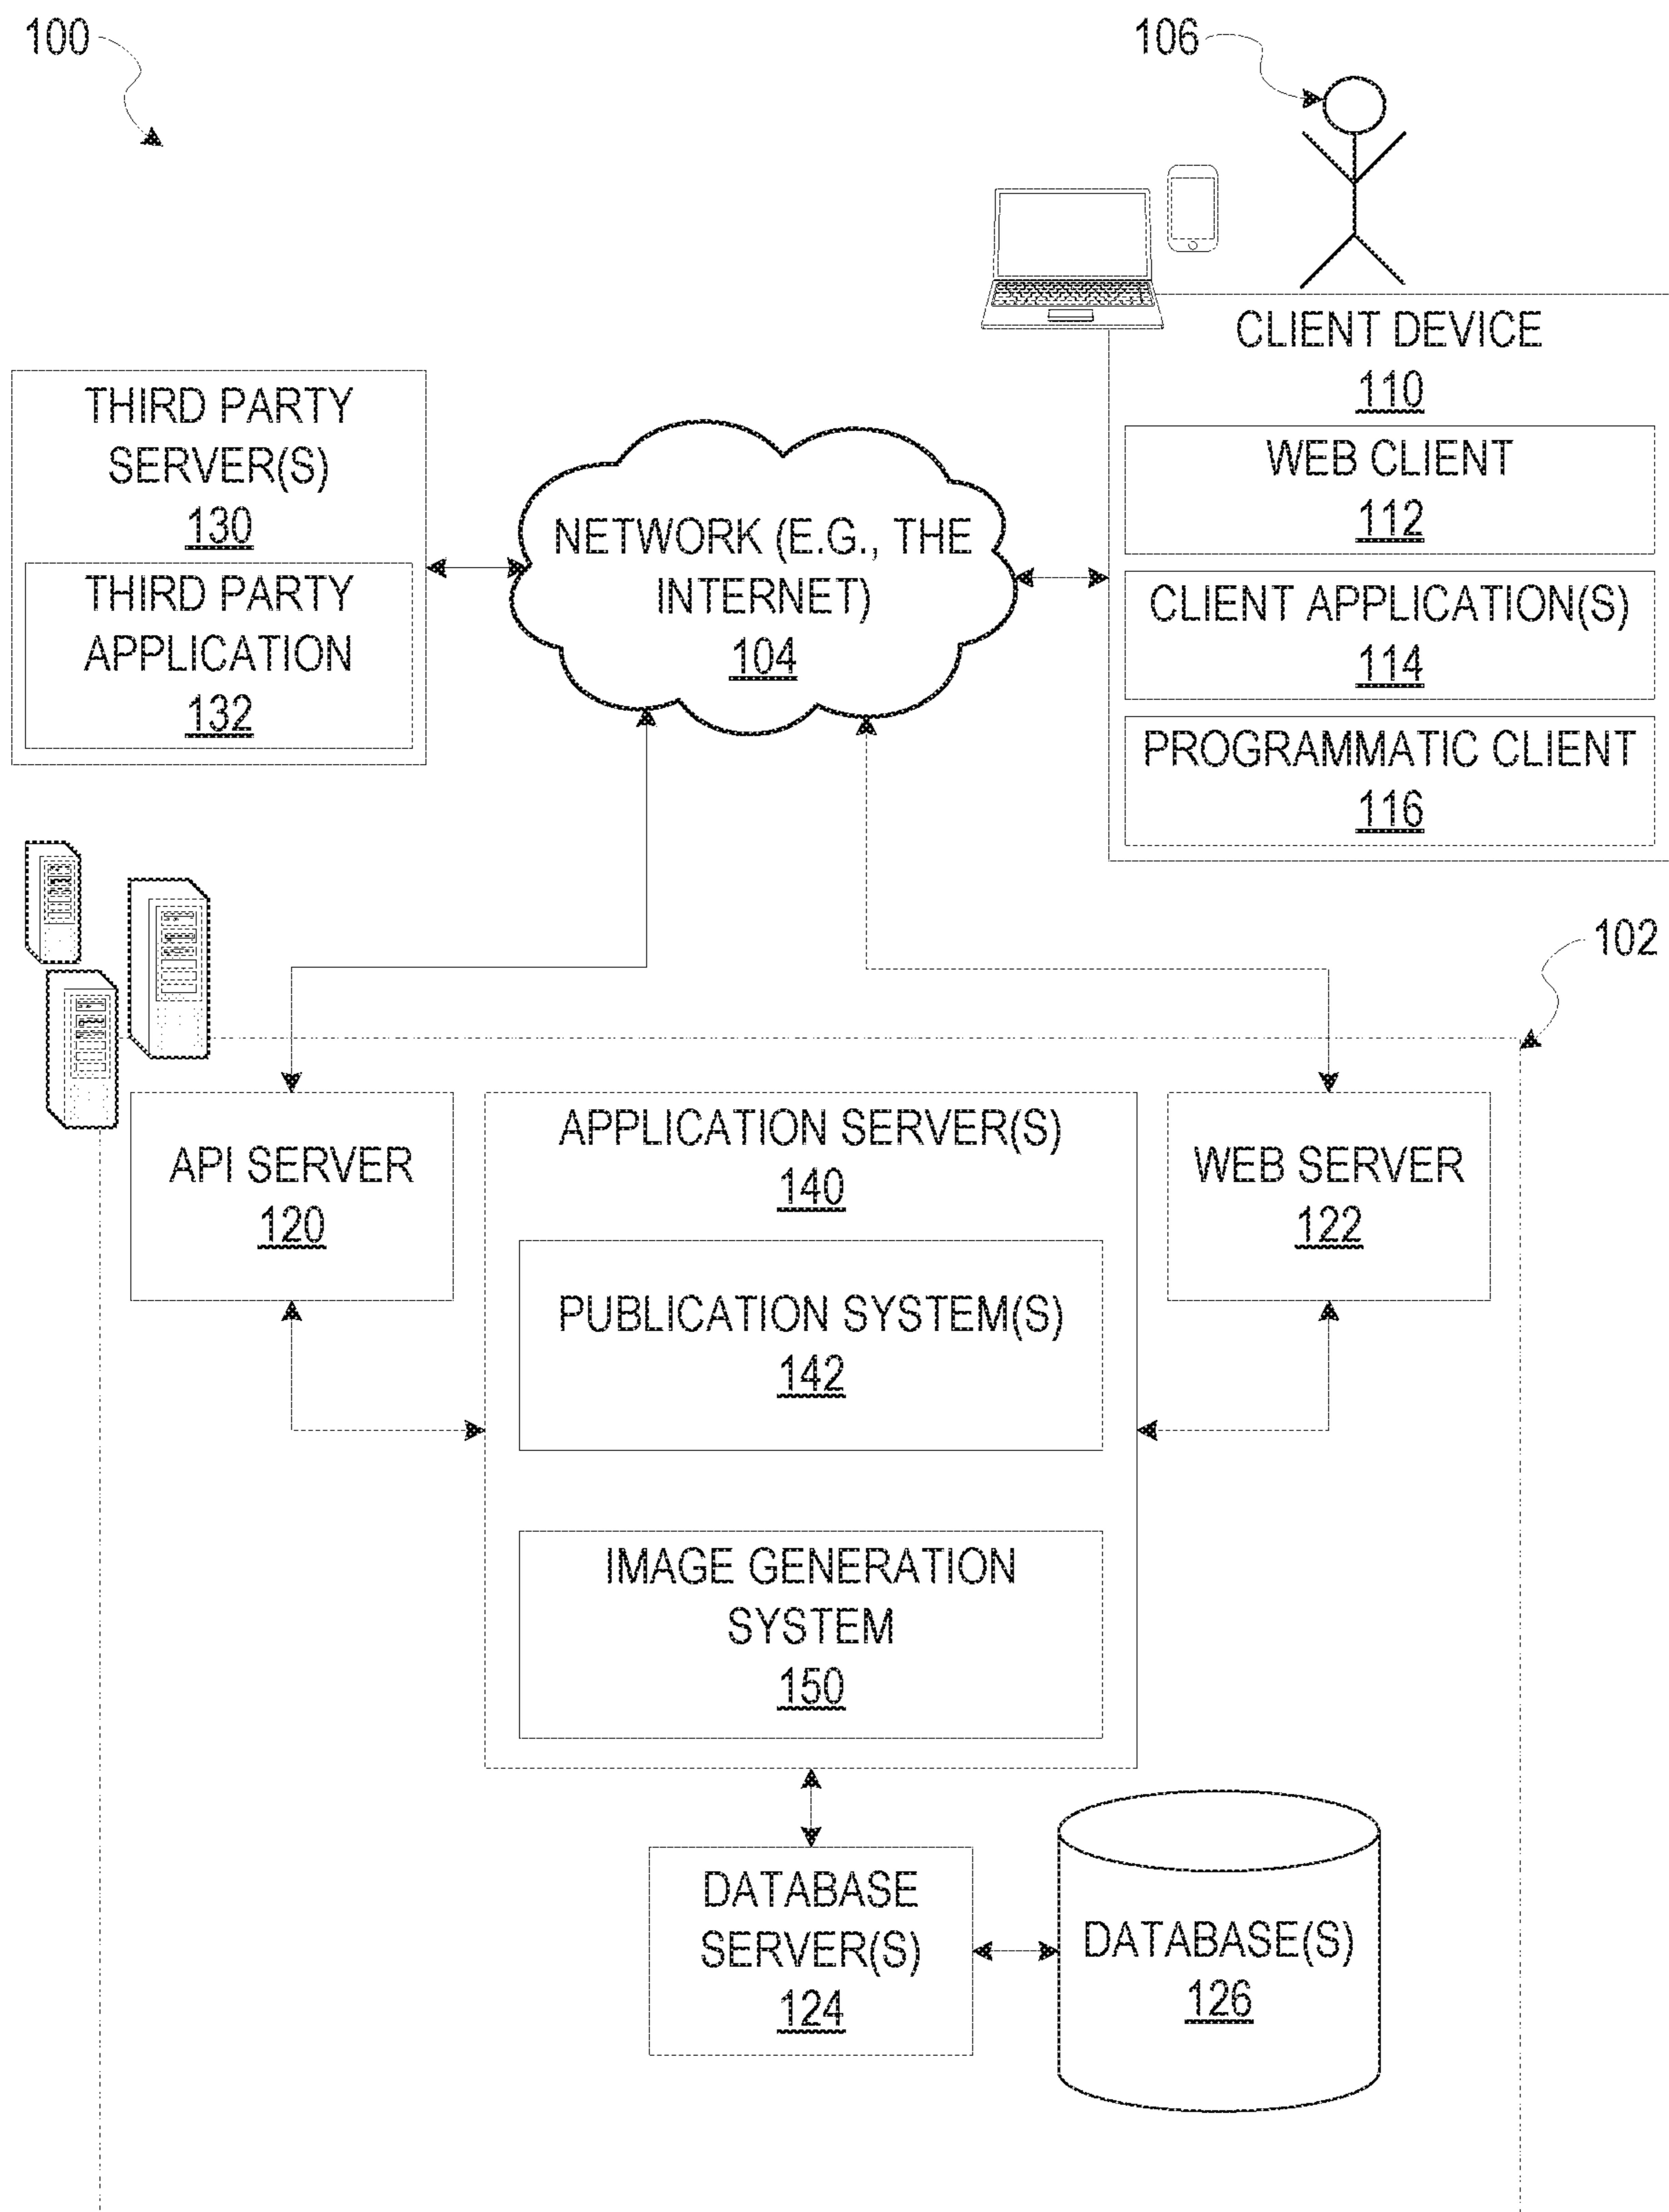 100
106
CLIENT DEVICE
110
WEB CLIENT
112
CLIENT APPLICATION(S)
114
PROGRAMMATIC CLIENT
116
THIRD PARTY
SERVER(S)
130
THIRD PARTY
APPLICATION
132
NETWORK (E.G., THE
INTERNET)
104
102
API SERVER
120
APPLICATION SERVER(S)
140
PUBLICATION SYSTEM(S)
142
IMAGE GENERATION
SYSTEM
150
WEB SERVER
122
DATABASE
SERVER(S)
124
DATABASE(S)
126